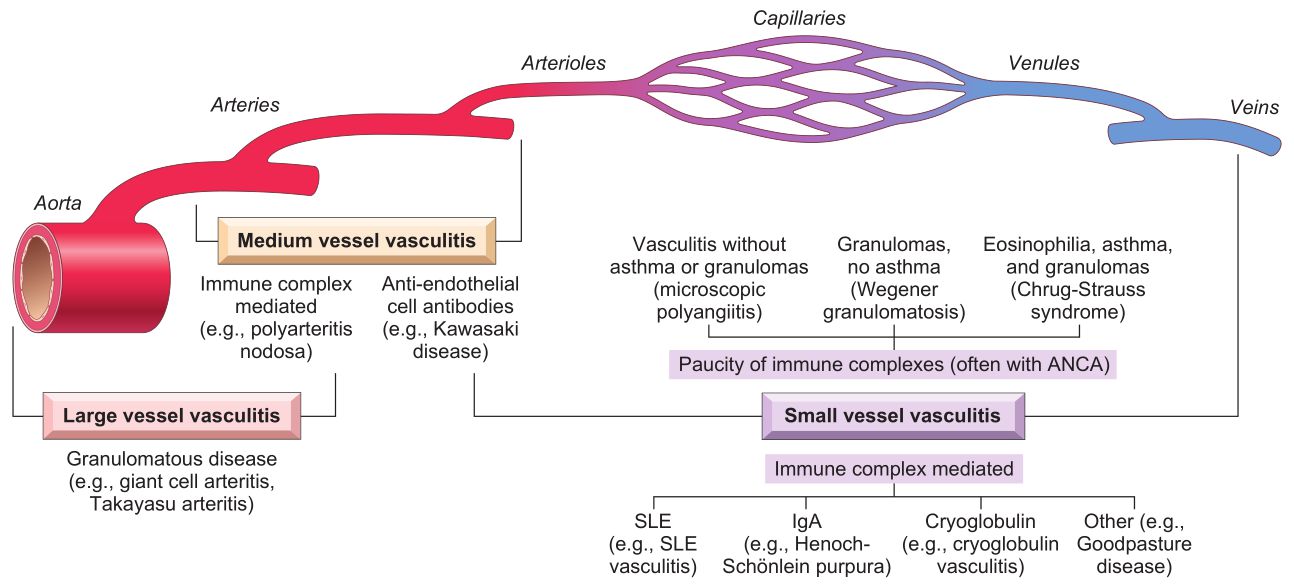 Capillaries
Arterioles
Venules
Arteries
Veins
Aorta
Medium vessel vasculitis
Immune complex
mediated
(e.g., polyarteritis
nodosa)
Anti-endothelial
cell antibodies
(e.g., Kawasaki
disease)
Vasculitis without
asthma or granulomas
(microscopic
polyangiitis)
Granulomas,
no asthma
(Wegener
granulomatosis)
Eosinophilia, asthma,
and granulomas
(Chrug-Strauss
syndrome)
Paucity of immune complexes (often with ANCA)
Large vessel vasculitis
Granulomatous disease
(e.g., giant cell arteritis,
Takayasu arteritis)
Small vessel vasculitis
Immune complex mediated
SLE
(e.g., SLE
vasculitis)
IgA
(e.g., Henoch-
Schönlein purpura)
Cryoglobulin
(e.g., cryoglobulin
vasculitis)
Other (e.g.,
Goodpasture
disease)